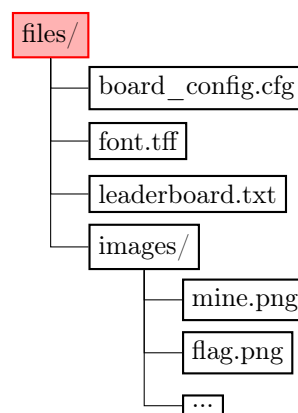 files/
board_config.cfg
font.tff
leaderboard.txt
images/
mine.png
flag.png
...